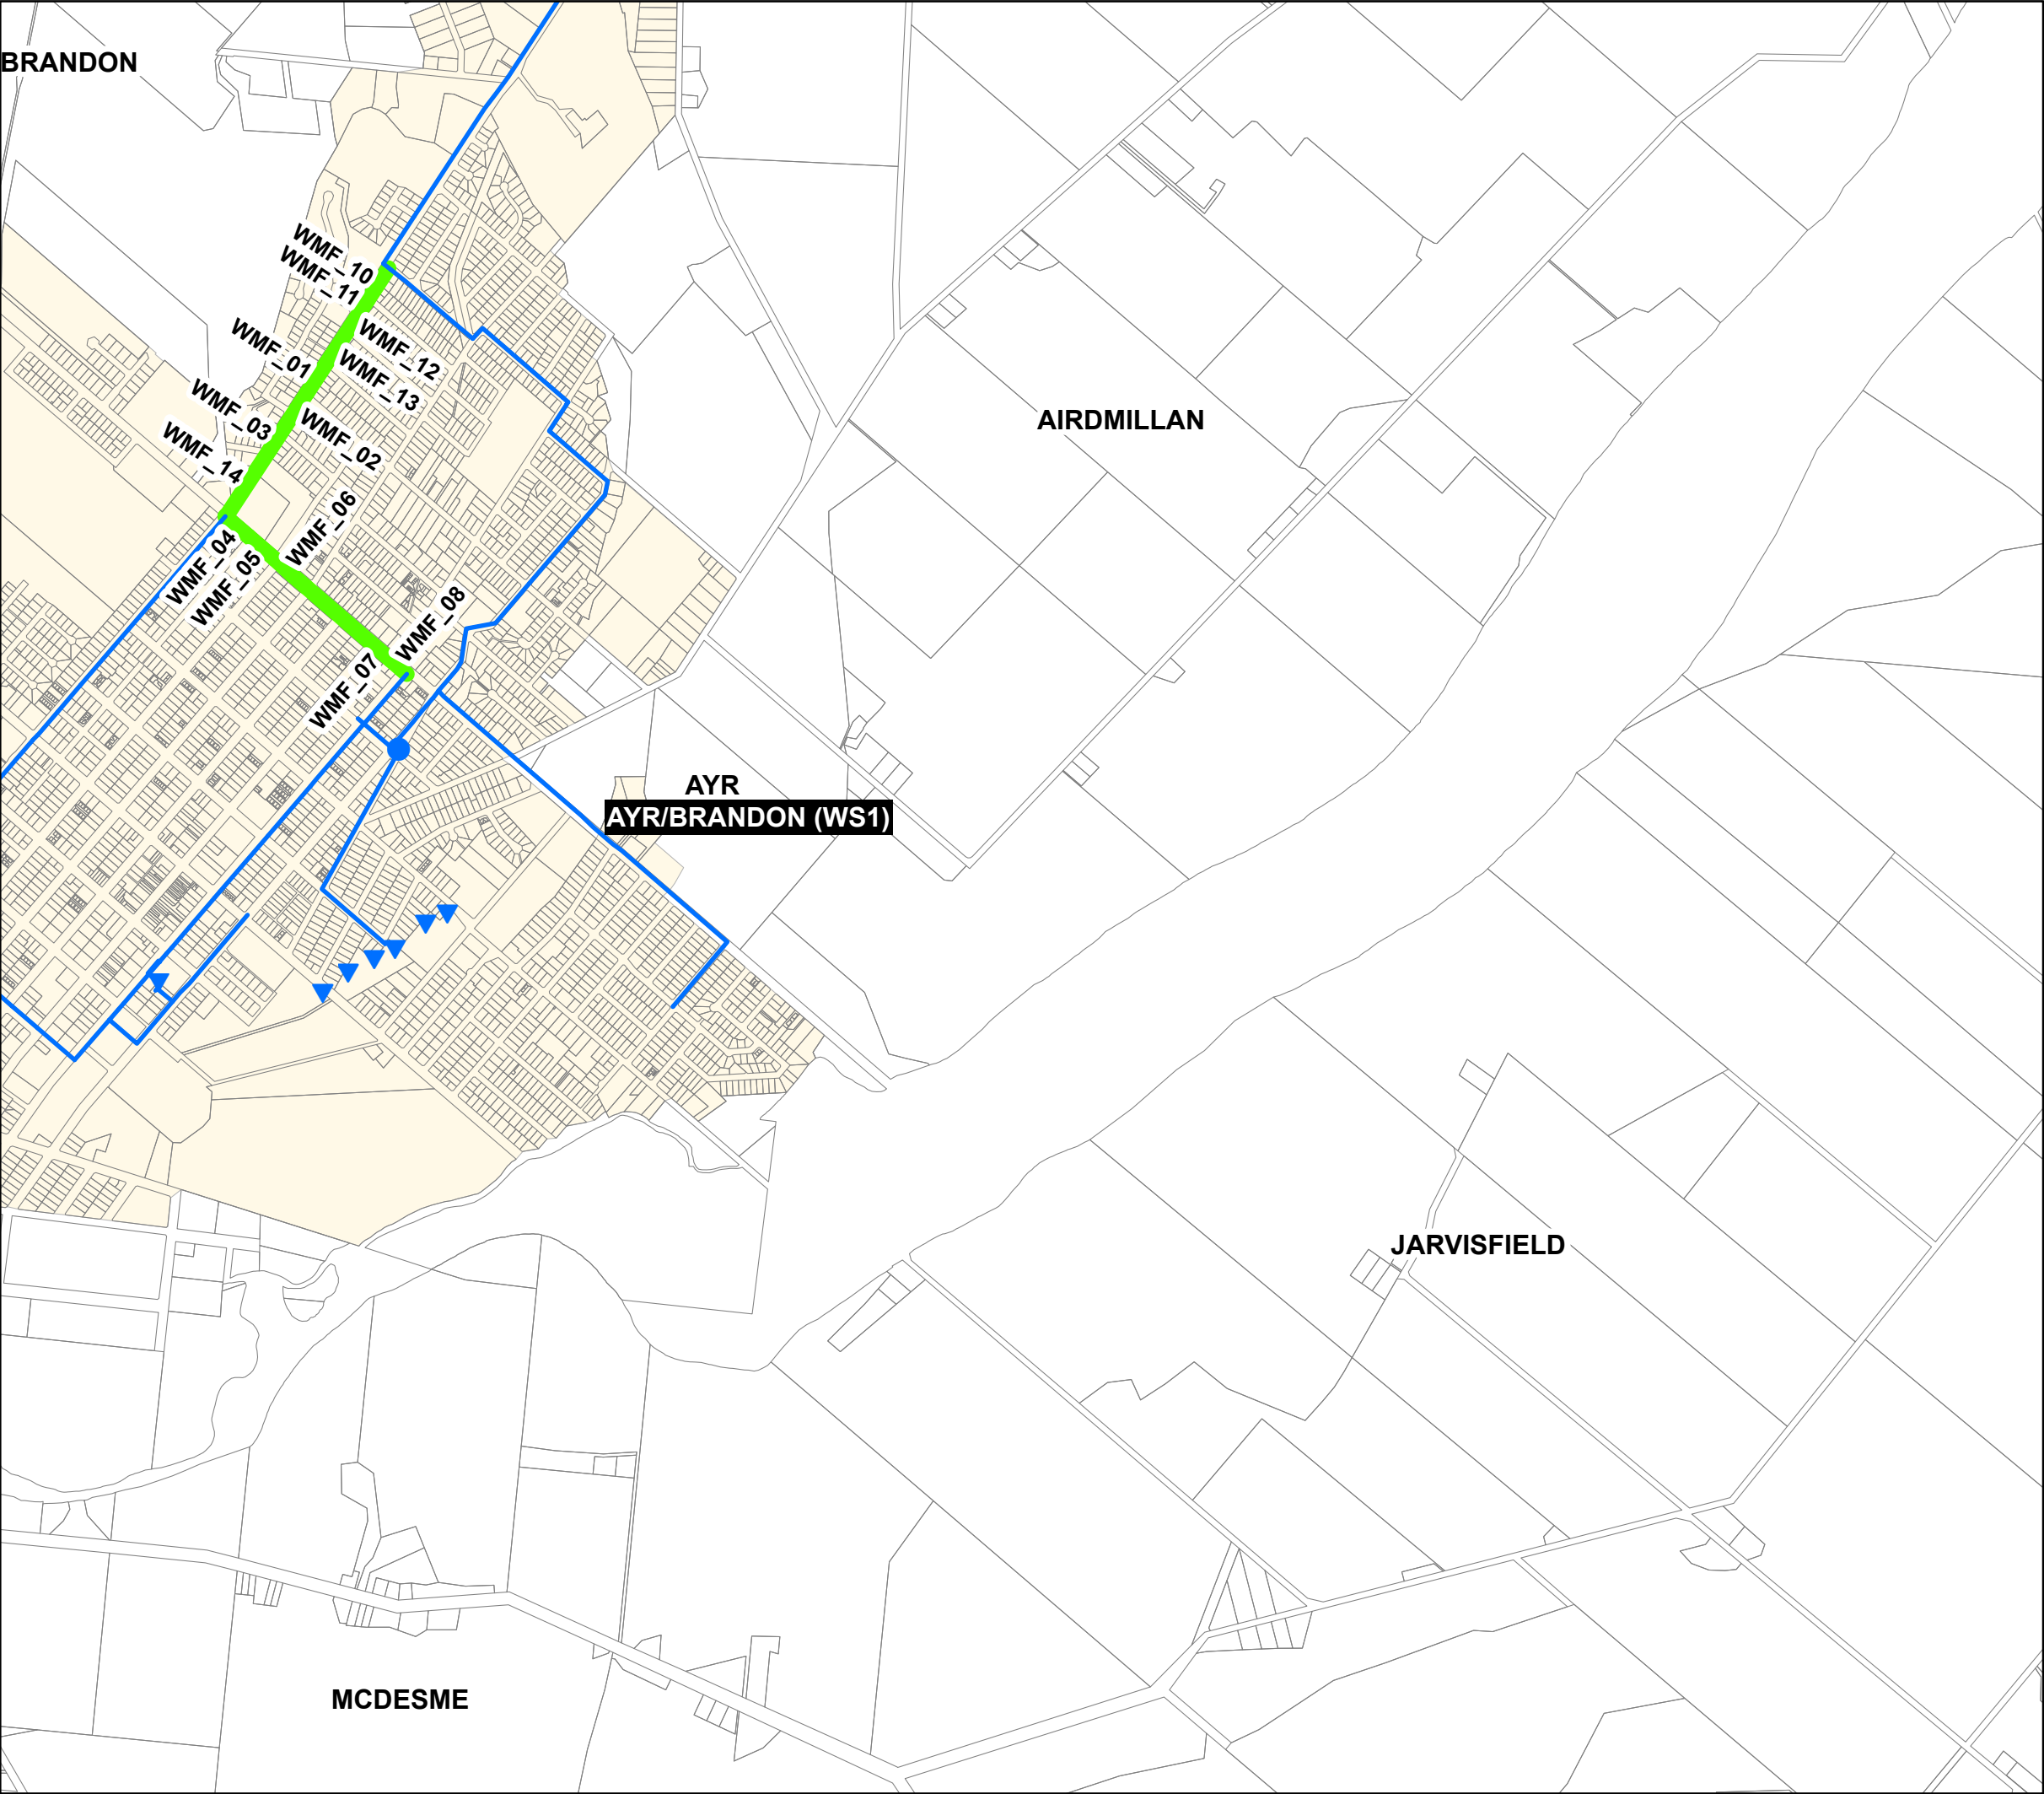 BRANDON
WMF_10
WMF_11
WMF_12
WMF_01
WMF_13
WMF_03
WMF_02
WMF_14
WMF_06
WMF_04
WMF_05
WMF_08
WMF_07
AIRDMILLAN
AYR
AYR/BRANDON (WS1)
JARVISFIELD
MCDESME